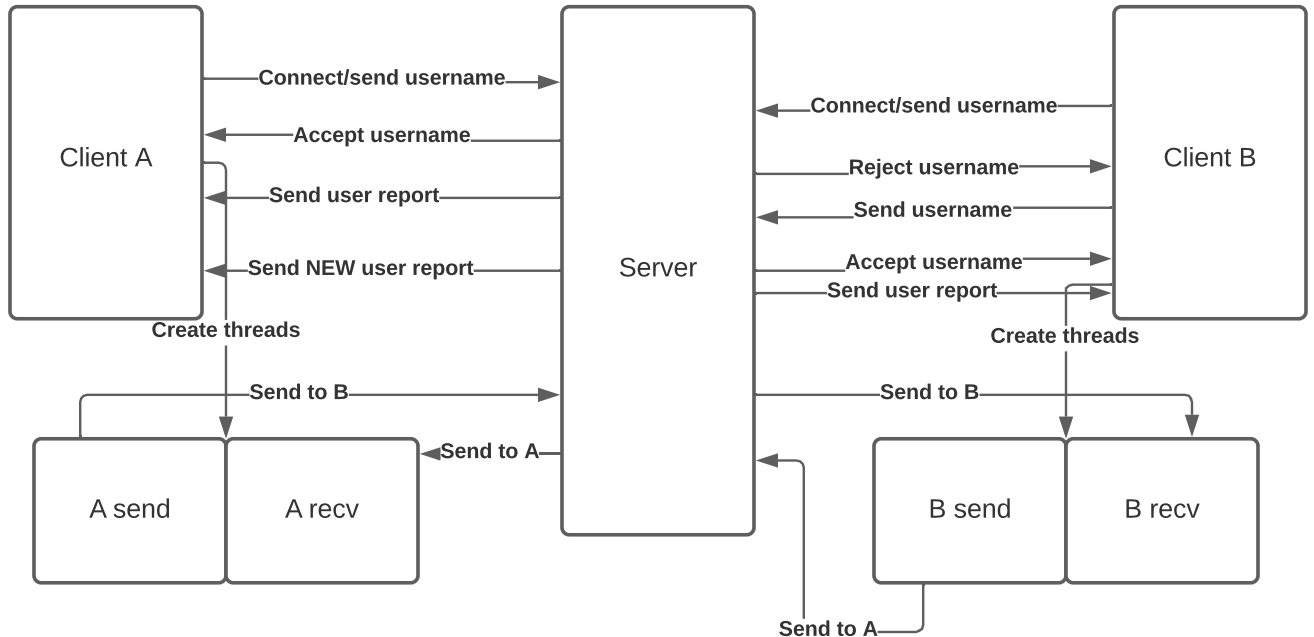 Client A
Connect/send username
Accept username
Send user report
Send NEW user report
Create threads
Server
Connect/send username
Reject username
Send username
Accept username
Send user report
Create threads
Client B
Send to B
Send to A
A send
A recv
Send to B
B send
B recv
Send to A